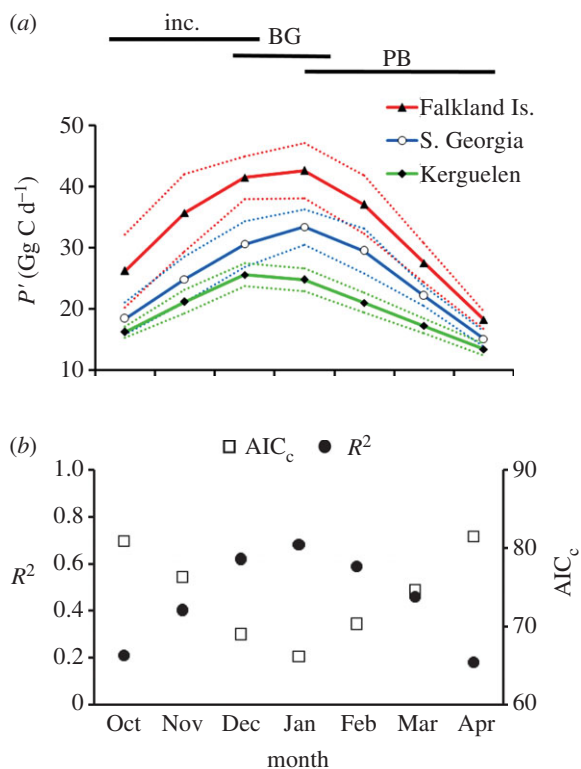 (a)
inc.
BG
PB
Falkland Is.
S. Georgia
Kerguelen
50
40
30
20
10
P′ (Gg C d⁻¹)
(b)
AICc R²
1.0 90
0.8
80
0.6
0.4
70
0.2
0 60
R²
AICc
Oct Nov Dec Jan Feb Mar Apr
month